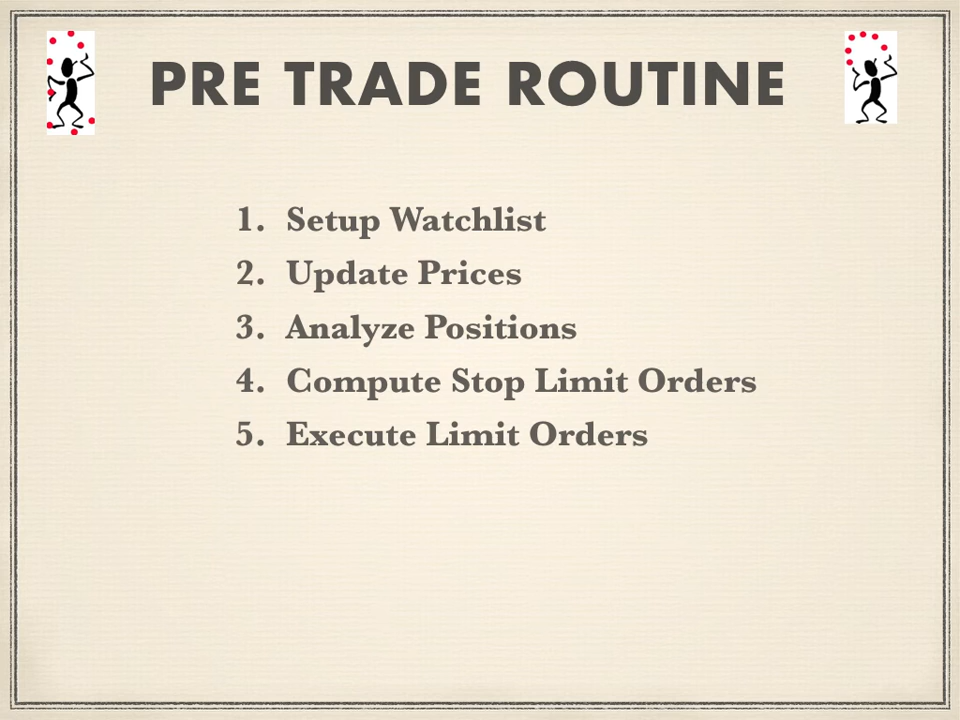 PRE TRADE ROUTINE
1. Setup Watchlist
2. Update Prices
3. Analyze Positions
4. Compute Stop Limit Orders
5. Execute Limit Orders